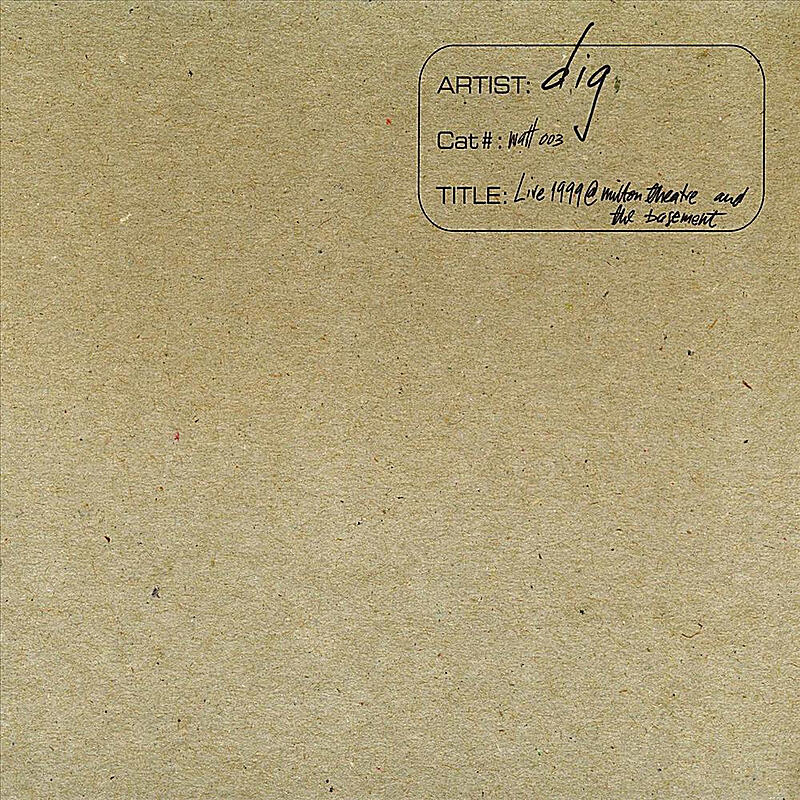 ARTIST: dig
Cat#: watt 003
TITLE: Live 1999 @ milton theatre and
the basement